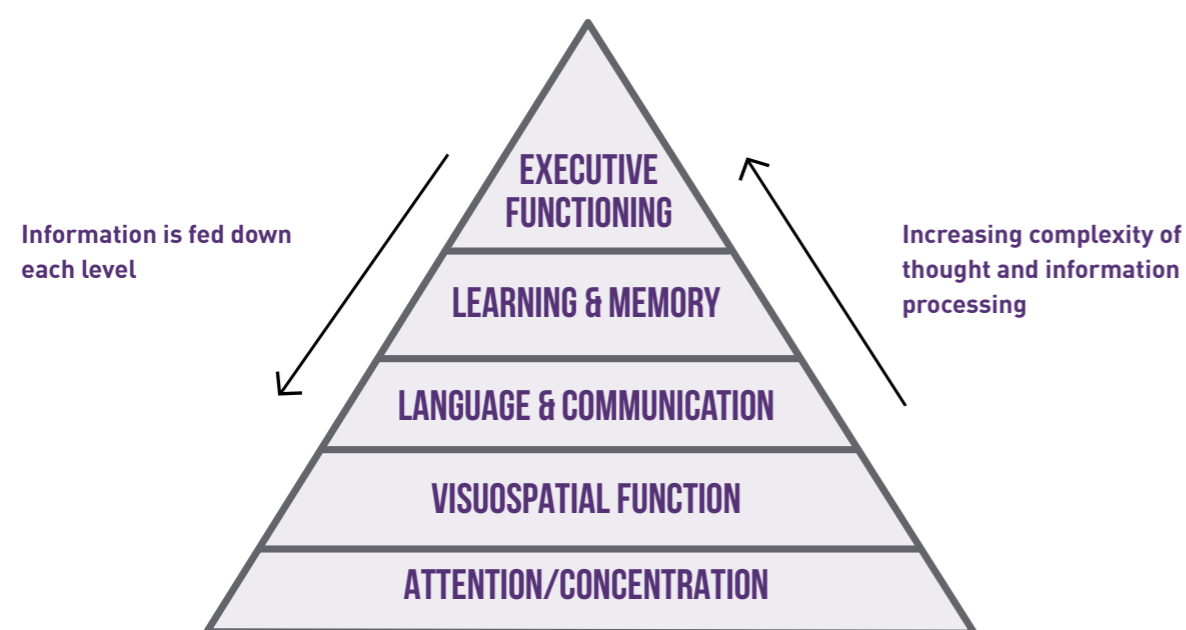 EXECUTIVE
FUNCTIONING
Information is fed down
each level
Increasing complexity of
thought and information
processing
LEARNING & MEMORY
LANGUAGE & COMMUNICATION
VISUOSPATIAL FUNCTION
ATTENTION/CONCENTRATION